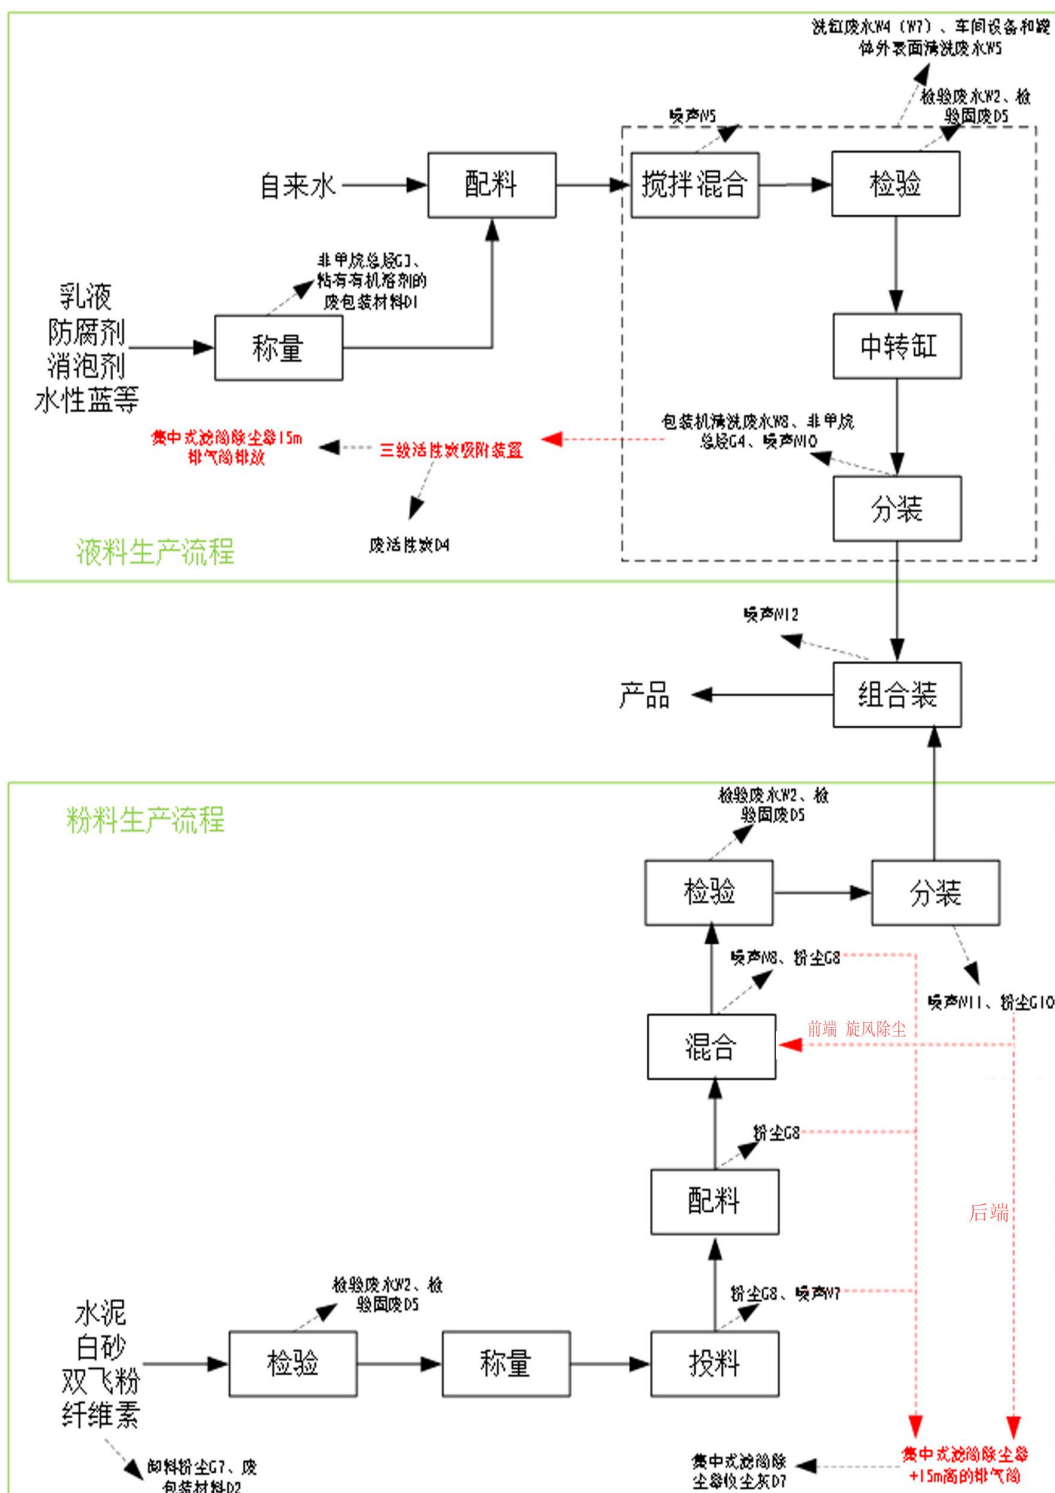 洗缸废水W4（W7）、车间设备和罐
体外表面清洗废水W5
检验废水W2、检
验固废D5
噪声N5
自来水
配料
搅拌混合
检验
非甲烷总烃G3、
粘有有机溶剂的
废包装材料D1
乳液
防腐剂
消泡剂
水性蓝等
称量
中转缸
包装机清洗废水W8、非甲烷
总烃G4、噪声N10
集中式滤筒除尘器15m
排气筒排放
三级活性炭吸附装置
分装
废活性炭D4
液料生产流程
噪声N12
产品
组合装
粉料生产流程
检验废水W2、检
验固废D5
检验
分装
噪声N8、粉尘G8
噪声N11、粉尘G10
前端 旋风除尘
混合
粉尘G8
配料
后端
检验废水W2、检
验固废D5
粉尘G8、噪声N7
水泥
白砂
双飞粉
纤维素
检验
称量
投料
卸料粉尘G7、废
包装材料D2
集中式滤筒除
尘器收尘灰D7
集中式滤筒除尘器
+15m高的排气筒